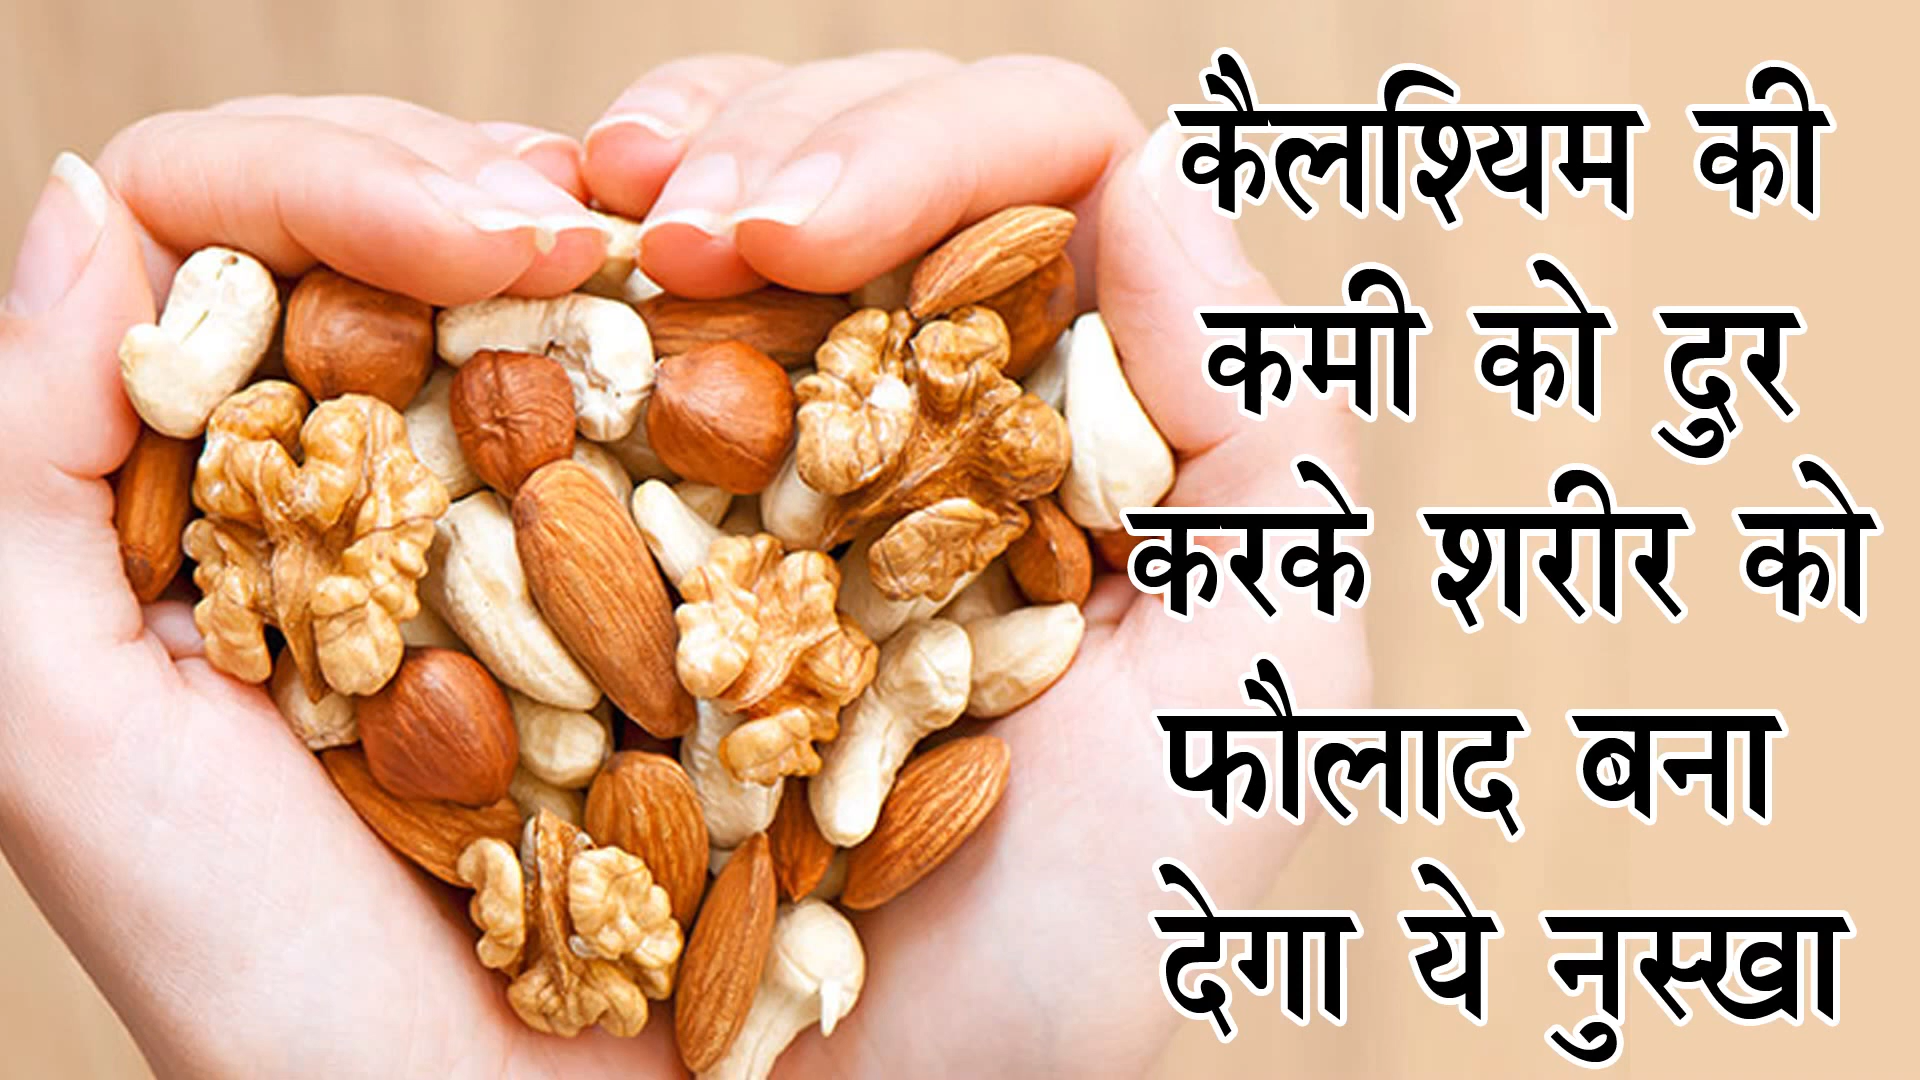 कैलश्यिम की
कमी को दुर
करके शरीर को
फौलाद बना
देगा ये नुस्खा